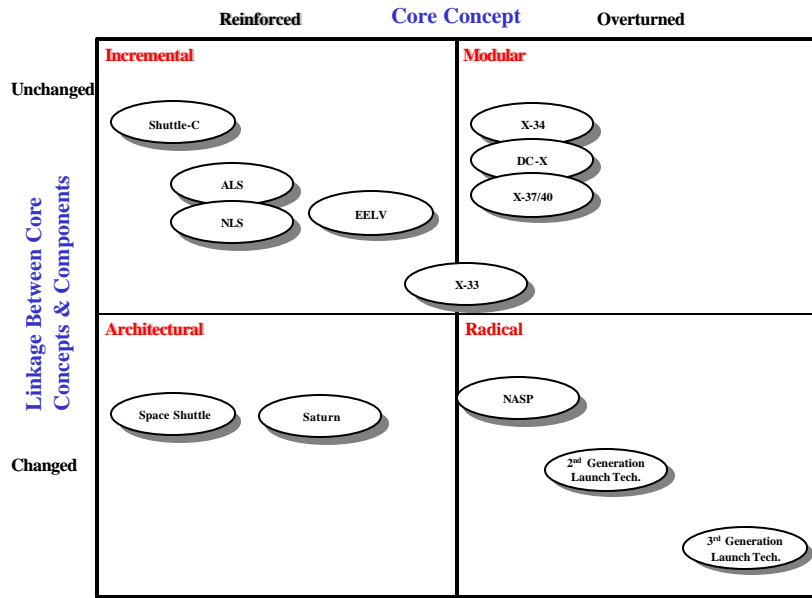 Core Concept
Reinforced
Overturned
Linkage Between Core
Concepts & Components
Unchanged
Changed
Incremental
Shuttle-C
ALS
NLS
EELV
Modular
X-34
DC-X
X-37/40
X-33
Architectural
Space Shuttle
Saturn
Radical
NASP
2nd Generation
Launch Tech.
3rd Generation
Launch Tech.